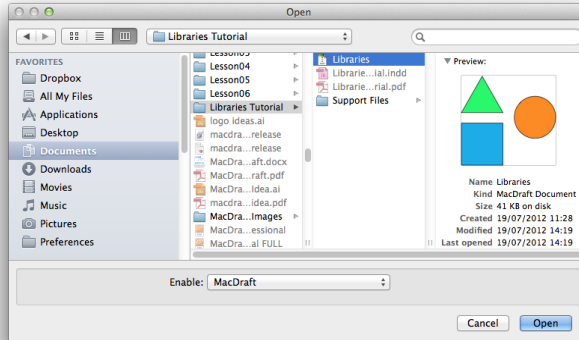 Open
Libraries Tutorial
FAVORITES
Dropbox
All My Files
Applications
Desktop
Documents
Downloads
Movies
Music
Pictures
Preferences
Lesson03
Lesson04
Lesson05
Lesson06
Libraries Tutorial
logo ideas.ai
macdra...release
macdra...release
MacDra...aft.docx
MacDra...raft.pdf
MacDra...Idea.ai
macdra...idea.pdf
MacDra...Images
MacDra...essional
MacDra...al FULL
Libraries
Librarie...ial.indd
Librarie...rial.pdf
Support Files
Preview:
Name Libraries
Kind MacDraft Document
Size 41 KB on disk
Created 19/07/2012 11:28
Modified 19/07/2012 14:19
Last opened 19/07/2012 14:19
Enable: MacDraft
Cancel
Open